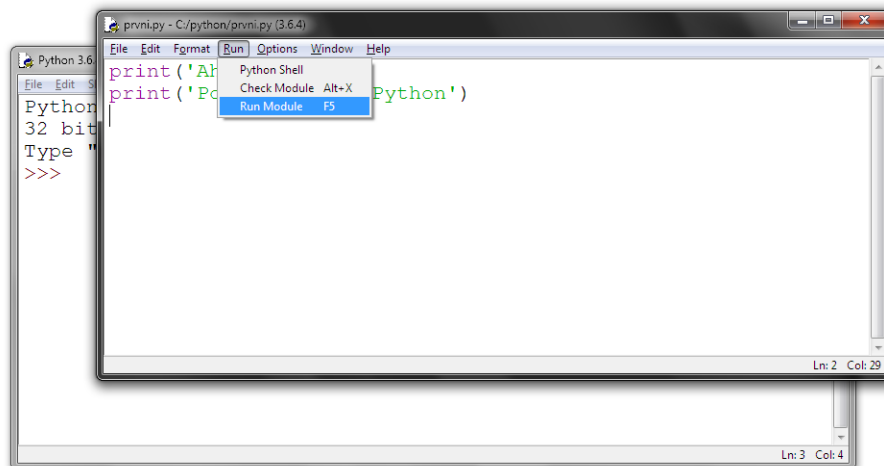 prvni.py - C:/python/prvni.py (3.6.4)
File Edit Format Run Options Window Help
print('Ah
print('Po Python')
Python Shell
Check Module Alt+X
Run Module F5
Ln: 2 Col: 29
Python 3.6.
File Edit
Python
32 bit
Type "
>>>
Ln: 3 Col: 4